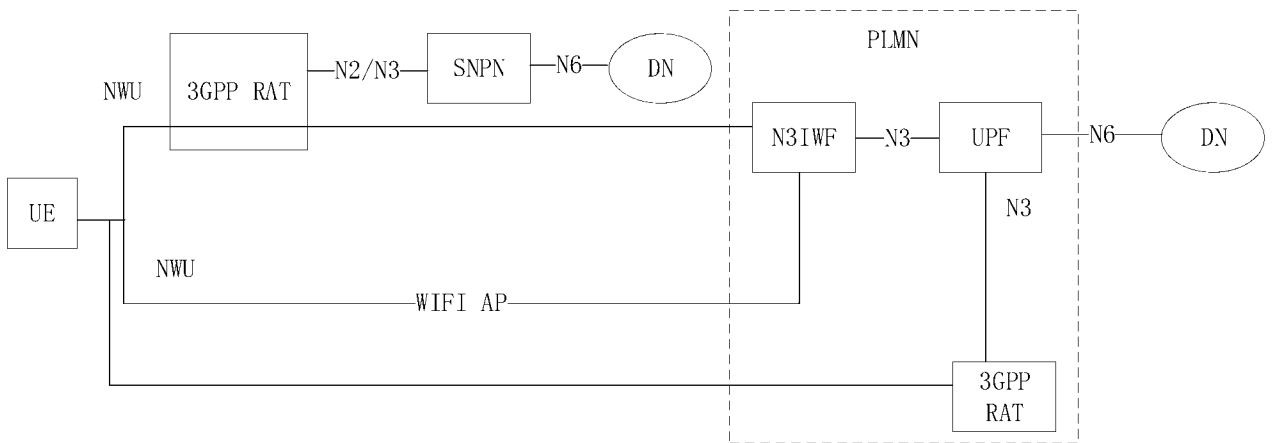 PLMN
NWU
3GPP RAT
N2/N3
SNPN
N6
DN
N3IWF
N3
UPF
N6
DN
UE
N3
NWU
WIFI AP
3GPP
RAT